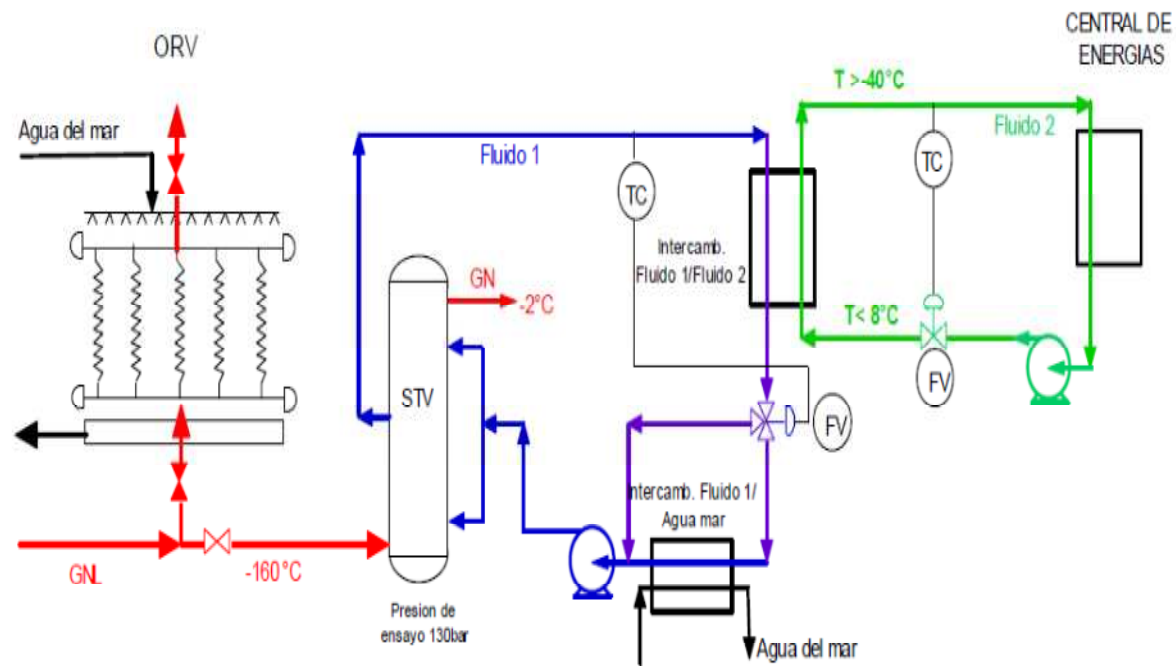 ORV
CENTRAL DE
ENERGIAS
Agua del mar
T >-40°C
Fluido 1
Fluido 2
TC
TC
Intercamb.
Fluido 1/Fluido 2
GN
-2°C
T< 8°C
STV
FV
FV
Intercamb. Fluido 1/
Agua mar
GNL
-160°C
Presion de
ensayo 130bar
Agua del mar